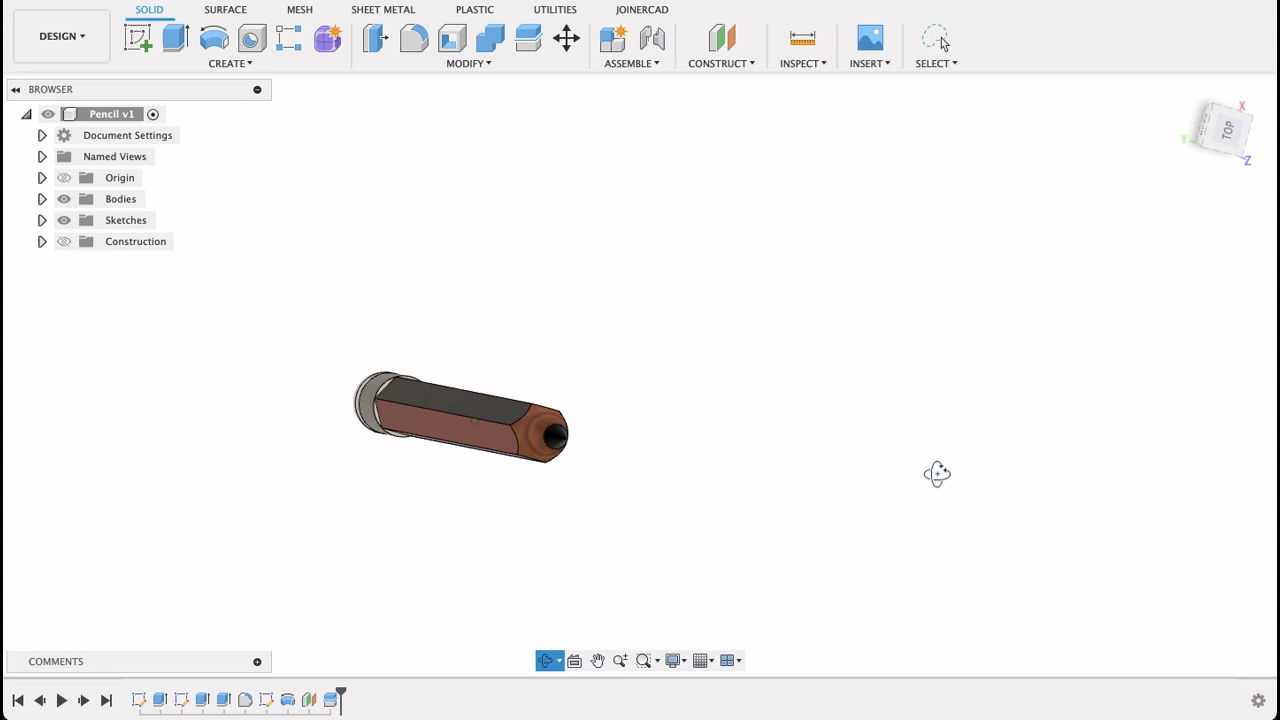 SOLID SURFACE MESH SHEET METAL PLASTIC UTILITIES JOINERCAD
DESIGN
CREATE MODIFY ASSEMBLE CONSTRUCT INSPECT INSERT SELECT
BROWSER
Pencil v1
Document Settings
Named Views
Origin
Bodies
Sketches
Construction
X
TOP
Y
Z
COMMENTS